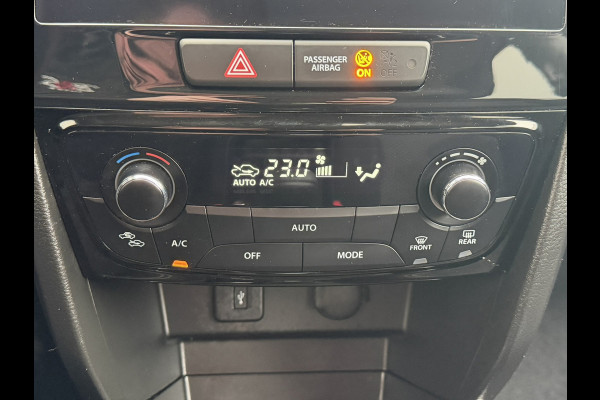 PASSENGER
AIRBAG
ON
OFF
23.0
AUTO A/C
AUTO
A/C
OFF
MODE
FRONT
REAR